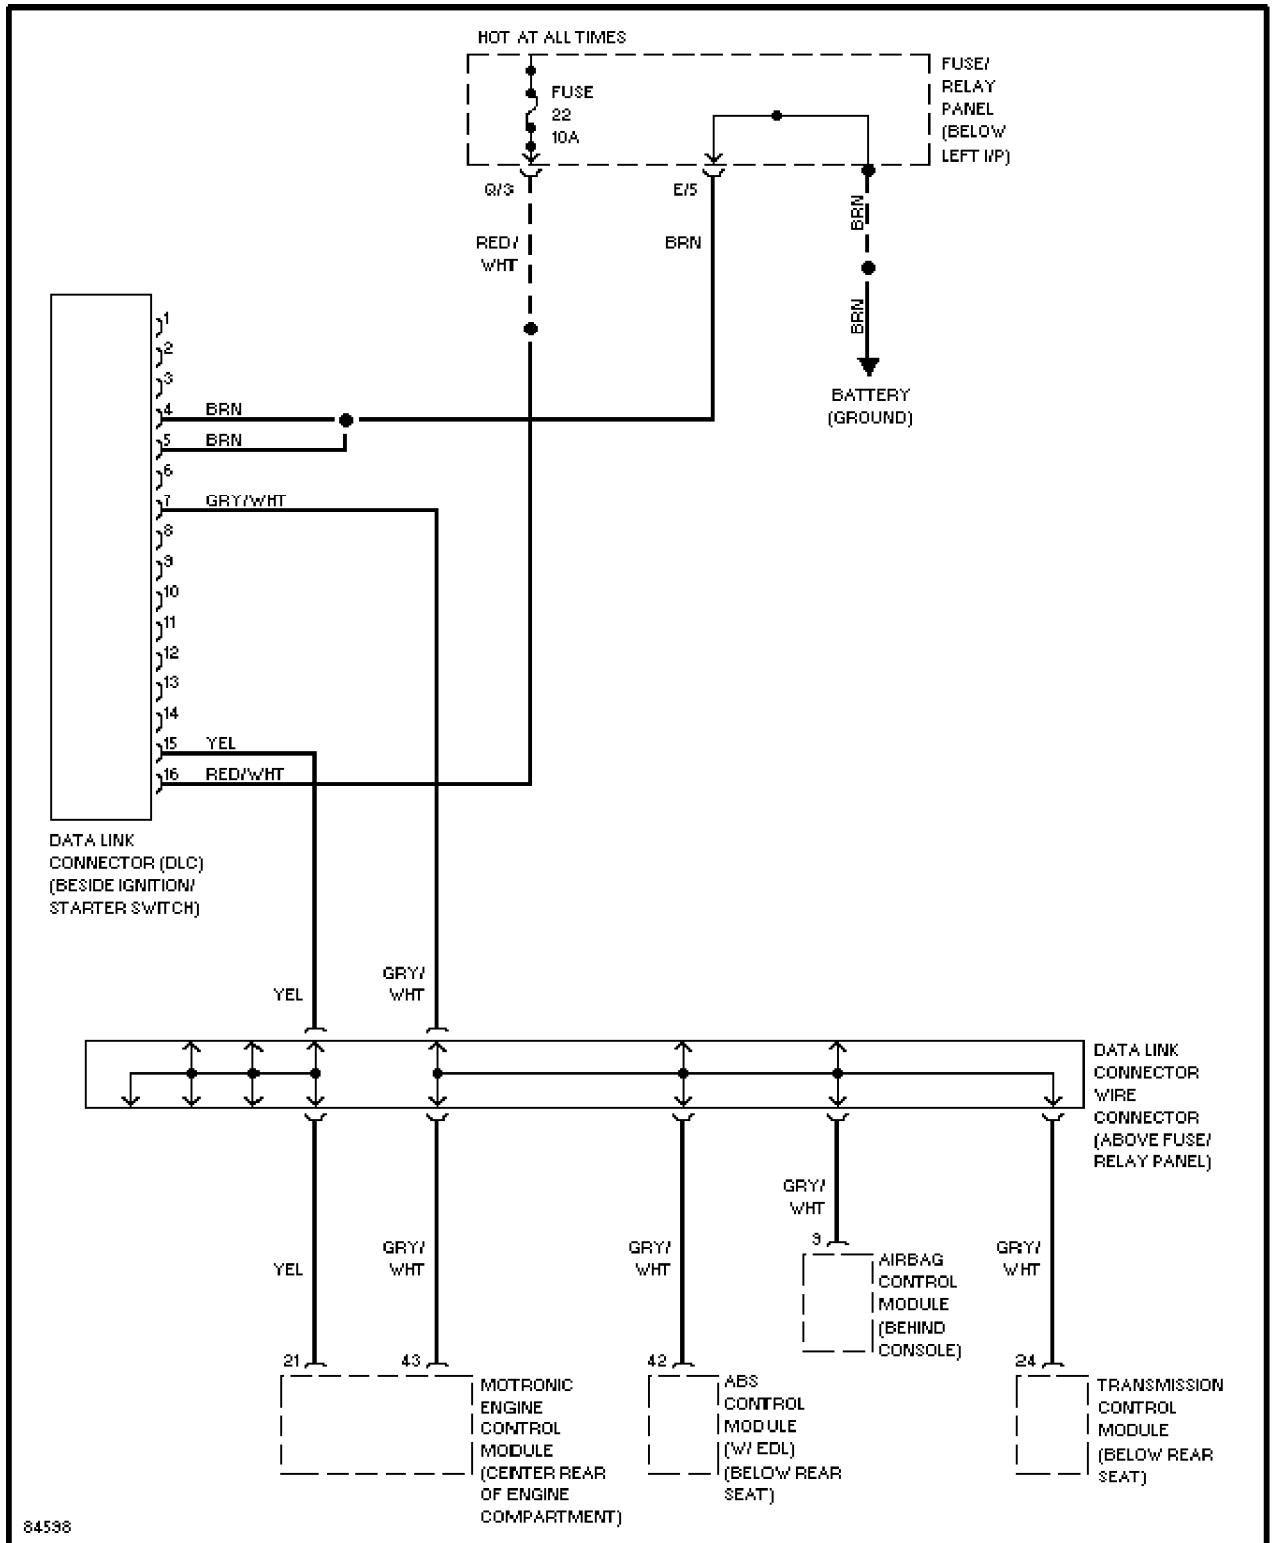 HOT AT ALL TIMES
FUSE
22
10A
FUSE/
RELAY
PANEL
(BELOW
LEFT I/P)
Q/3
E/5
RED/
WHT
BRN
BRN
BRN
BATTERY
(GROUND)
1
2
3
4 BRN
5 BRN
6
7 GRY/WHT
8
9
10
11
12
13
14
15 YEL
16 RED/WHT
DATA LINK
CONNECTOR (DLC)
(BESIDE IGNITION/
STARTER SWITCH)
YEL
GRY/
WHT
DATA LINK
CONNECTOR
WIRE
CONNECTOR
(ABOVE FUSE/
RELAY PANEL)
YEL
GRY/
WHT
GRY/
WHT
GRY/
WHT
GRY/
WHT
9
AIRBAG
CONTROL
MODULE
(BEHIND
CONSOLE)
21
43
MOTRONIC
ENGINE
CONTROL
MODULE
(CENTER REAR
OF ENGINE
COMPARTMENT)
42
ABS
CONTROL
MODULE
(W/ EDL)
(BELOW REAR
SEAT)
24
TRANSMISSION
CONTROL
MODULE
(BELOW REAR
SEAT)
84598